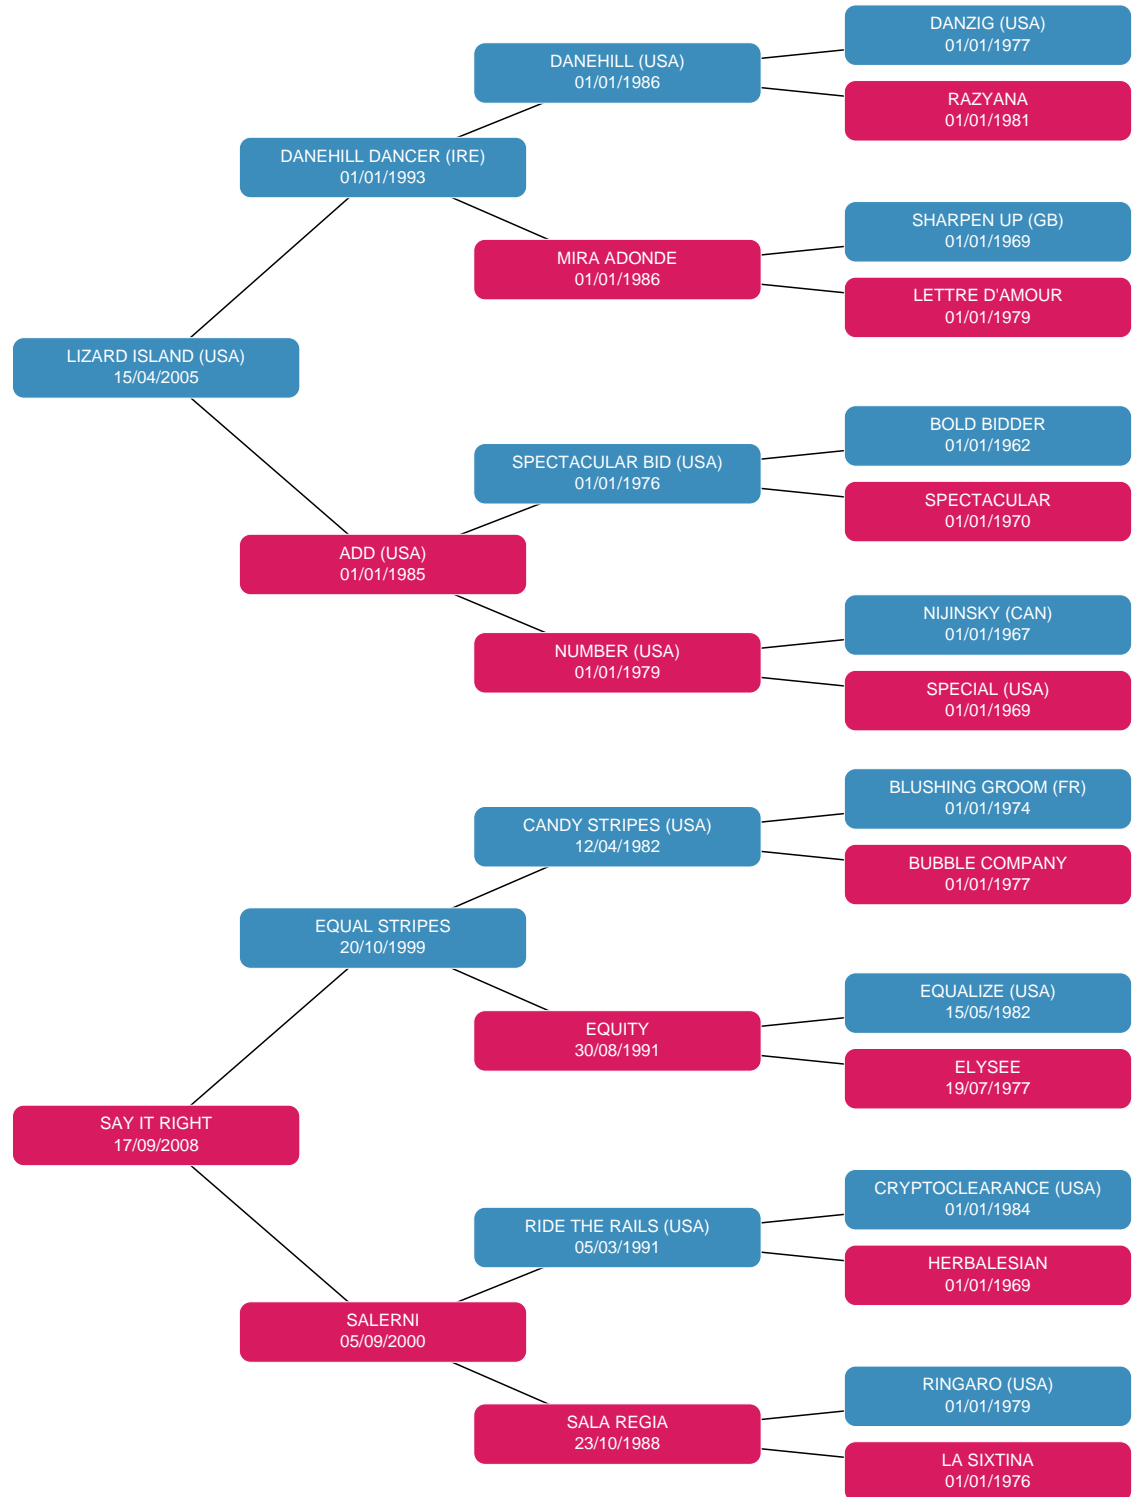 DANZIG (USA)
01/01/1977
DANEHILL (USA)
01/01/1986
RAZYANA
01/01/1981
DANEHILL DANCER (IRE)
01/01/1993
SHARPEN UP (GB)
01/01/1969
MIRA ADONDE
01/01/1986
LETTRE D'AMOUR
01/01/1979
LIZARD ISLAND (USA)
15/04/2005
BOLD BIDDER
01/01/1962
SPECTACULAR BID (USA)
01/01/1976
SPECTACULAR
01/01/1970
ADD (USA)
01/01/1985
NIJINSKY (CAN)
01/01/1967
NUMBER (USA)
01/01/1979
SPECIAL (USA)
01/01/1969
BLUSHING GROOM (FR)
01/01/1974
CANDY STRIPES (USA)
12/04/1982
BUBBLE COMPANY
01/01/1977
EQUAL STRIPES
20/10/1999
EQUALIZE (USA)
15/05/1982
EQUITY
30/08/1991
ELYSEE
19/07/1977
SAY IT RIGHT
17/09/2008
CRYPTOCLEARANCE (USA)
01/01/1984
RIDE THE RAILS (USA)
05/03/1991
HERBALESIAN
01/01/1969
SALERNI
05/09/2000
RINGARO (USA)
01/01/1979
SALA REGIA
23/10/1988
LA SIXTINA
01/01/1976